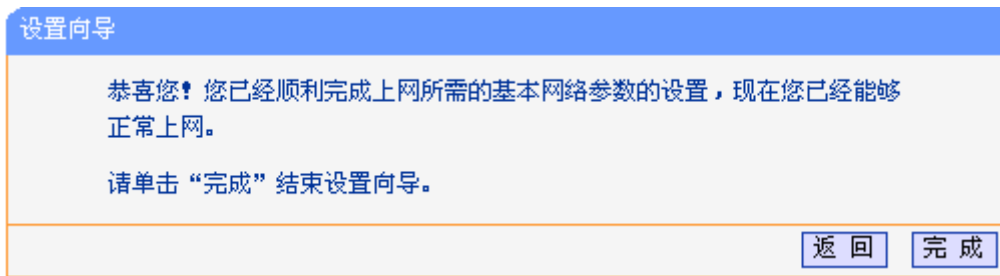 设置向导
恭喜您！您已经顺利完成上网所需的基本网络参数的设置，现在您已经能够
正常上网。
请单击“完成”结束设置向导。
返 回 完 成